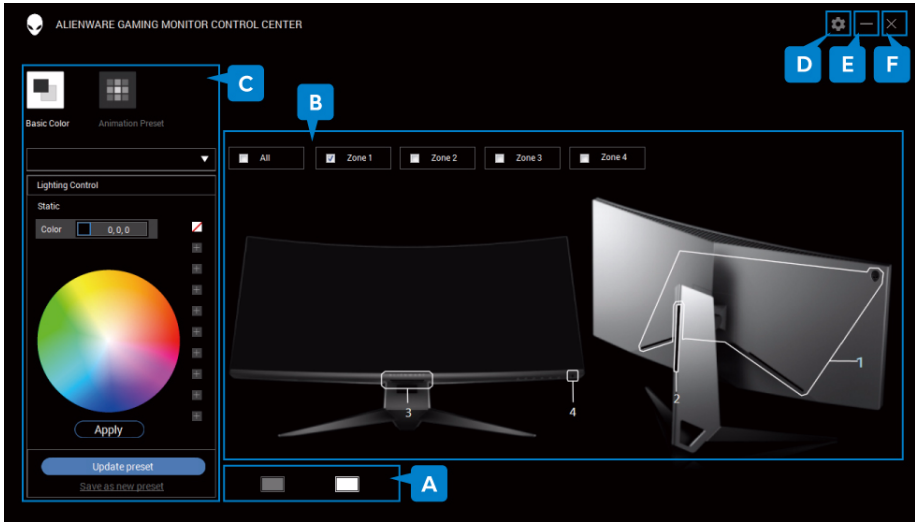 ALIENWARE GAMING MONITOR CONTROL CENTER
D
E
F
C
B
Basic Color
Animation Preset
All
Zone 1
Zone 2
Zone 3
Zone 4
Lighting Control
Static
Color
0, 0, 0
1
2
3
4
Apply
Update preset
Save as new preset
A